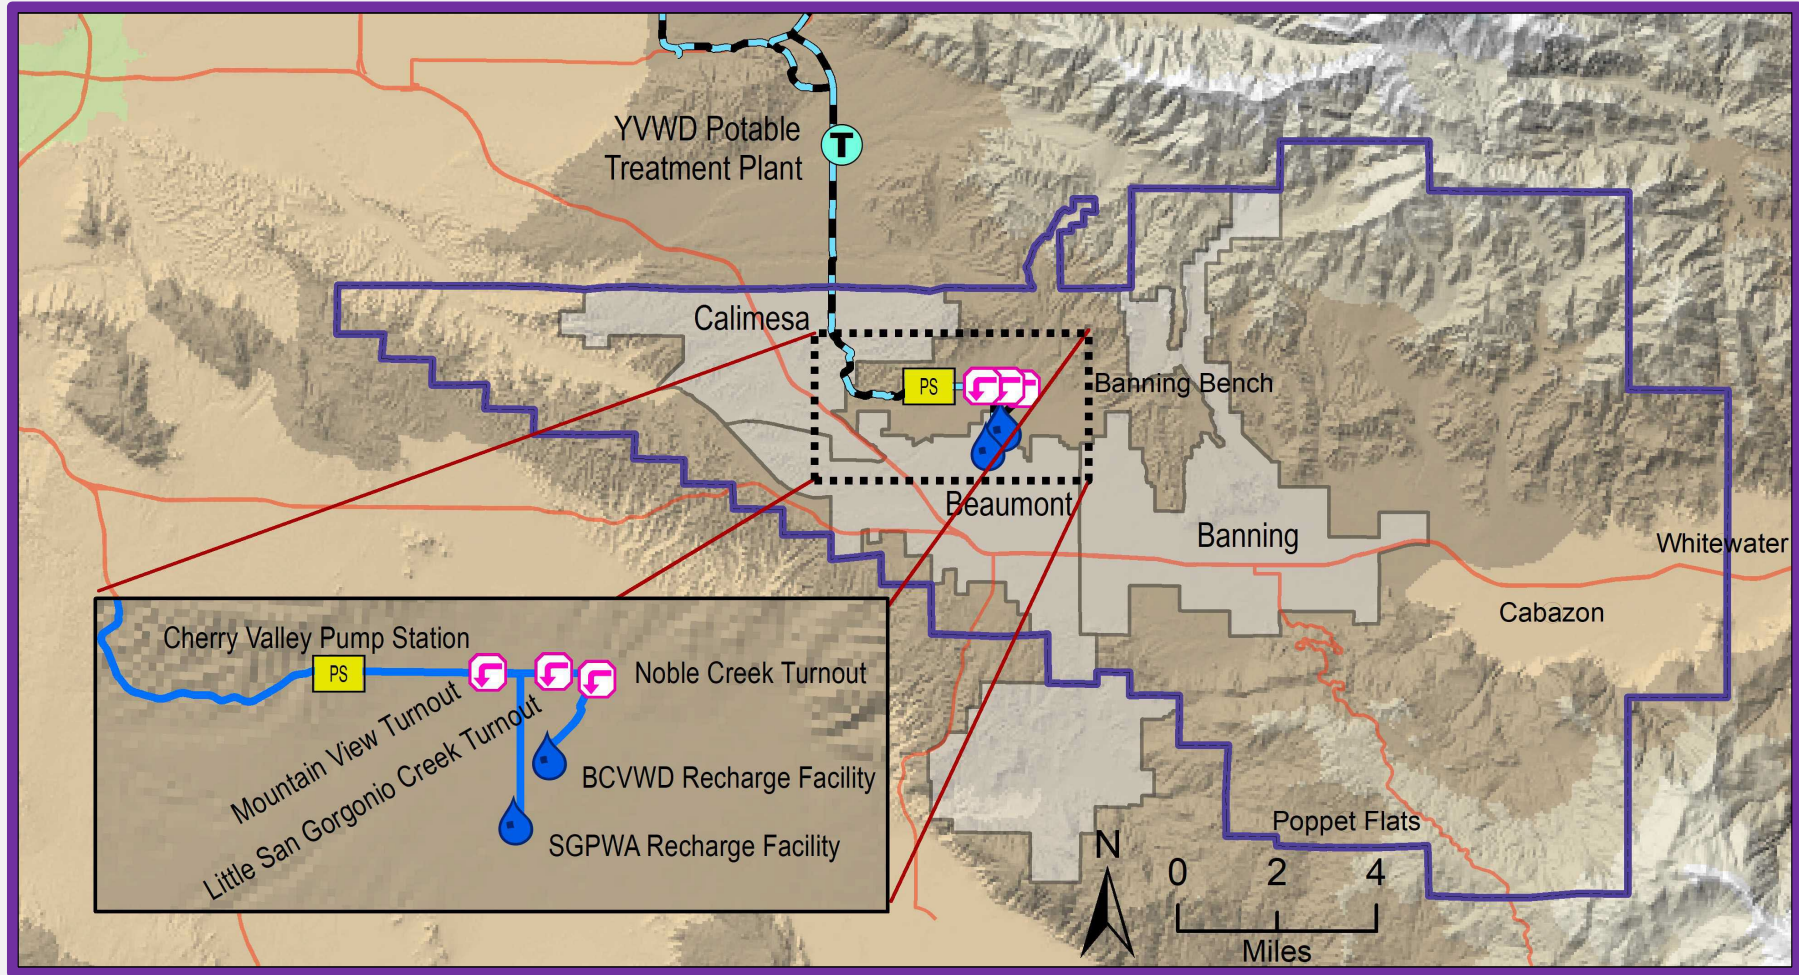 YVWD Potable
Treatment Plant
T
Calimesa
PS
Banning Bench
Beaumont
Banning
Whitewater
Cabazon
Cherry Valley Pump Station
PS
Noble Creek Turnout
Mountain View Turnout
Little San Gorgonio Creek Turnout
BCVWD Recharge Facility
SGPWA Recharge Facility
Poppet Flats
N
0 2 4
Miles